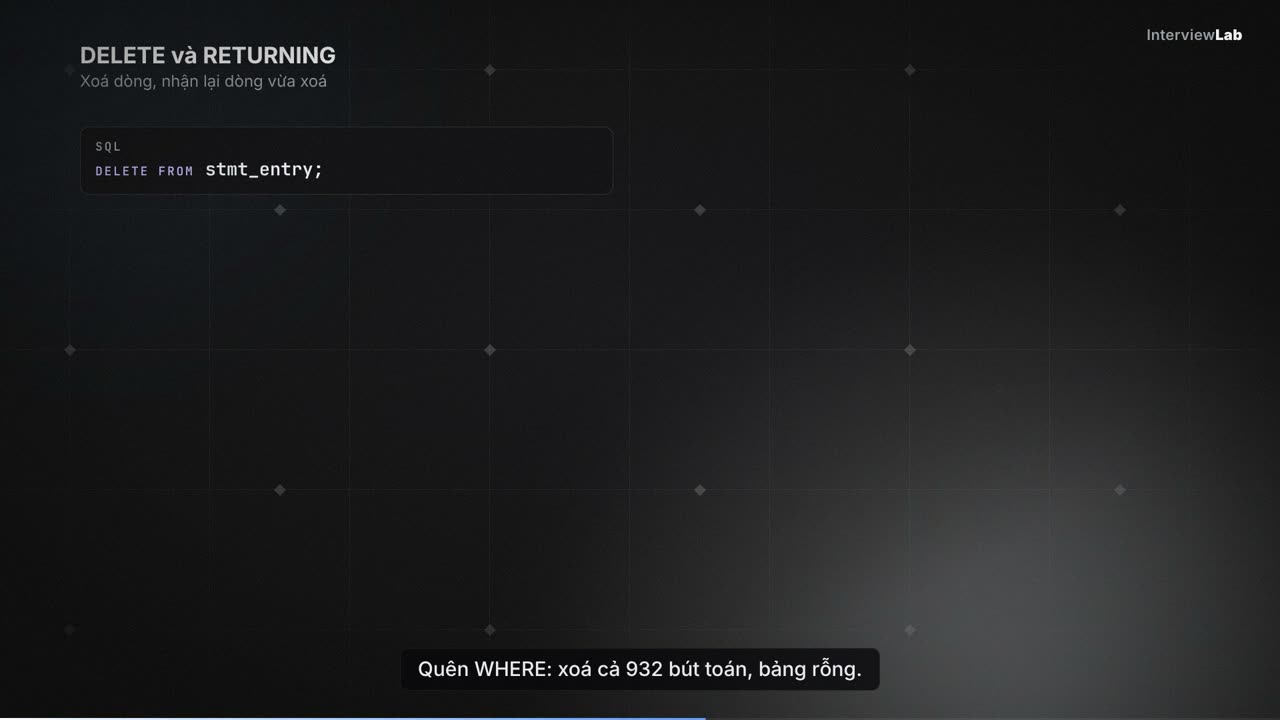 DELETE và RETURNING
InterviewLab
Xoá dòng, nhận lại dòng vừa xoá
SQL
DELETE FROM stmt_entry;
Quên WHERE: xoá cả 932 bút toán, bảng rỗng.